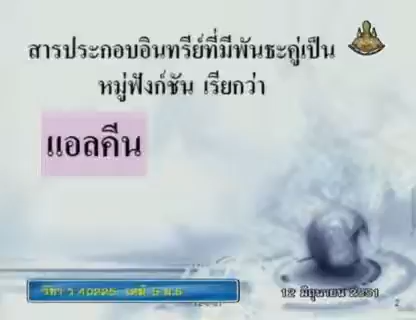 สารประกอบอินทรีย์ที่มีพันธะคู่เป็น
หมู่ฟังก์ชัน เรียกว่า
แอลคีน
12 มิถุนายน
2